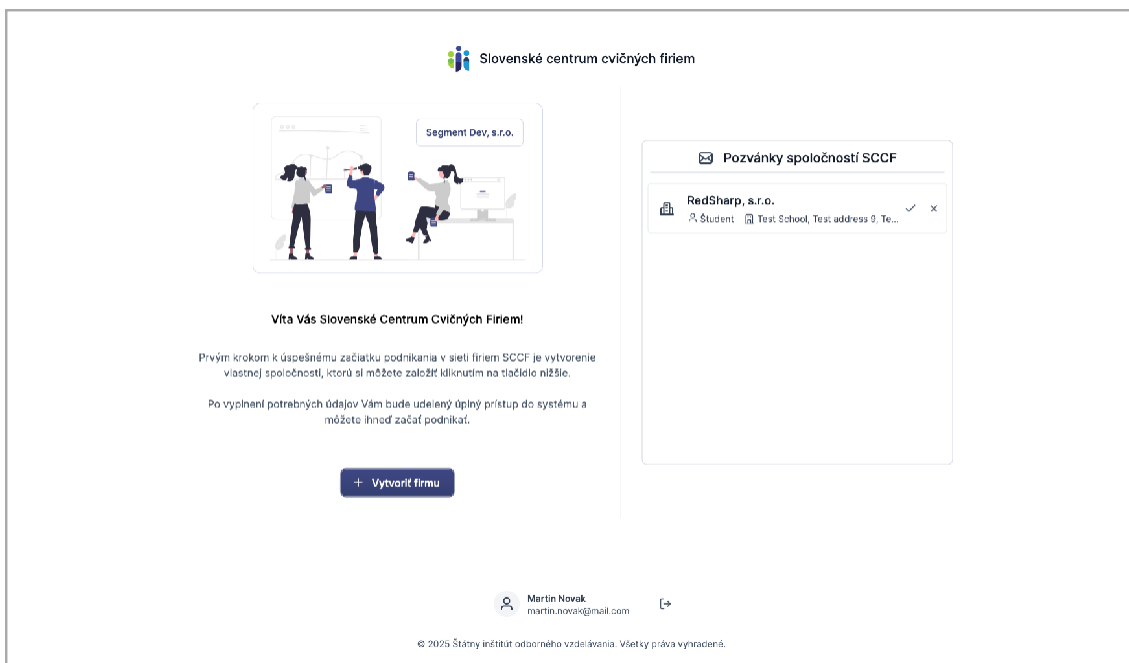 Slovenské centrum cvičných firiem
Segment Dev, s.r.o.
Víta Vás Slovenské Centrum Cvičných Firiem!
Prvým krokom k úspešnému začiatku podnikania v sieti firiem SCCF je vytvorenie
vlastnej spoločnosti, ktorú si môžete založiť kliknutím na tlačidlo nižšie.
Po vyplnení potrebných údajov Vám bude udelený úplný prístup do systému a
môžete ihneď začať podnikať.
Vytvoriť firmu
Pozvánky spoločností SCCF
RedSharp, s.r.o.
Študent Test School, Test address 9, Te...
Martin Novak
martin.novak@mail.com
© 2025 Štátny inštitút odborného vzdelávania. Všetky práva vyhradené.